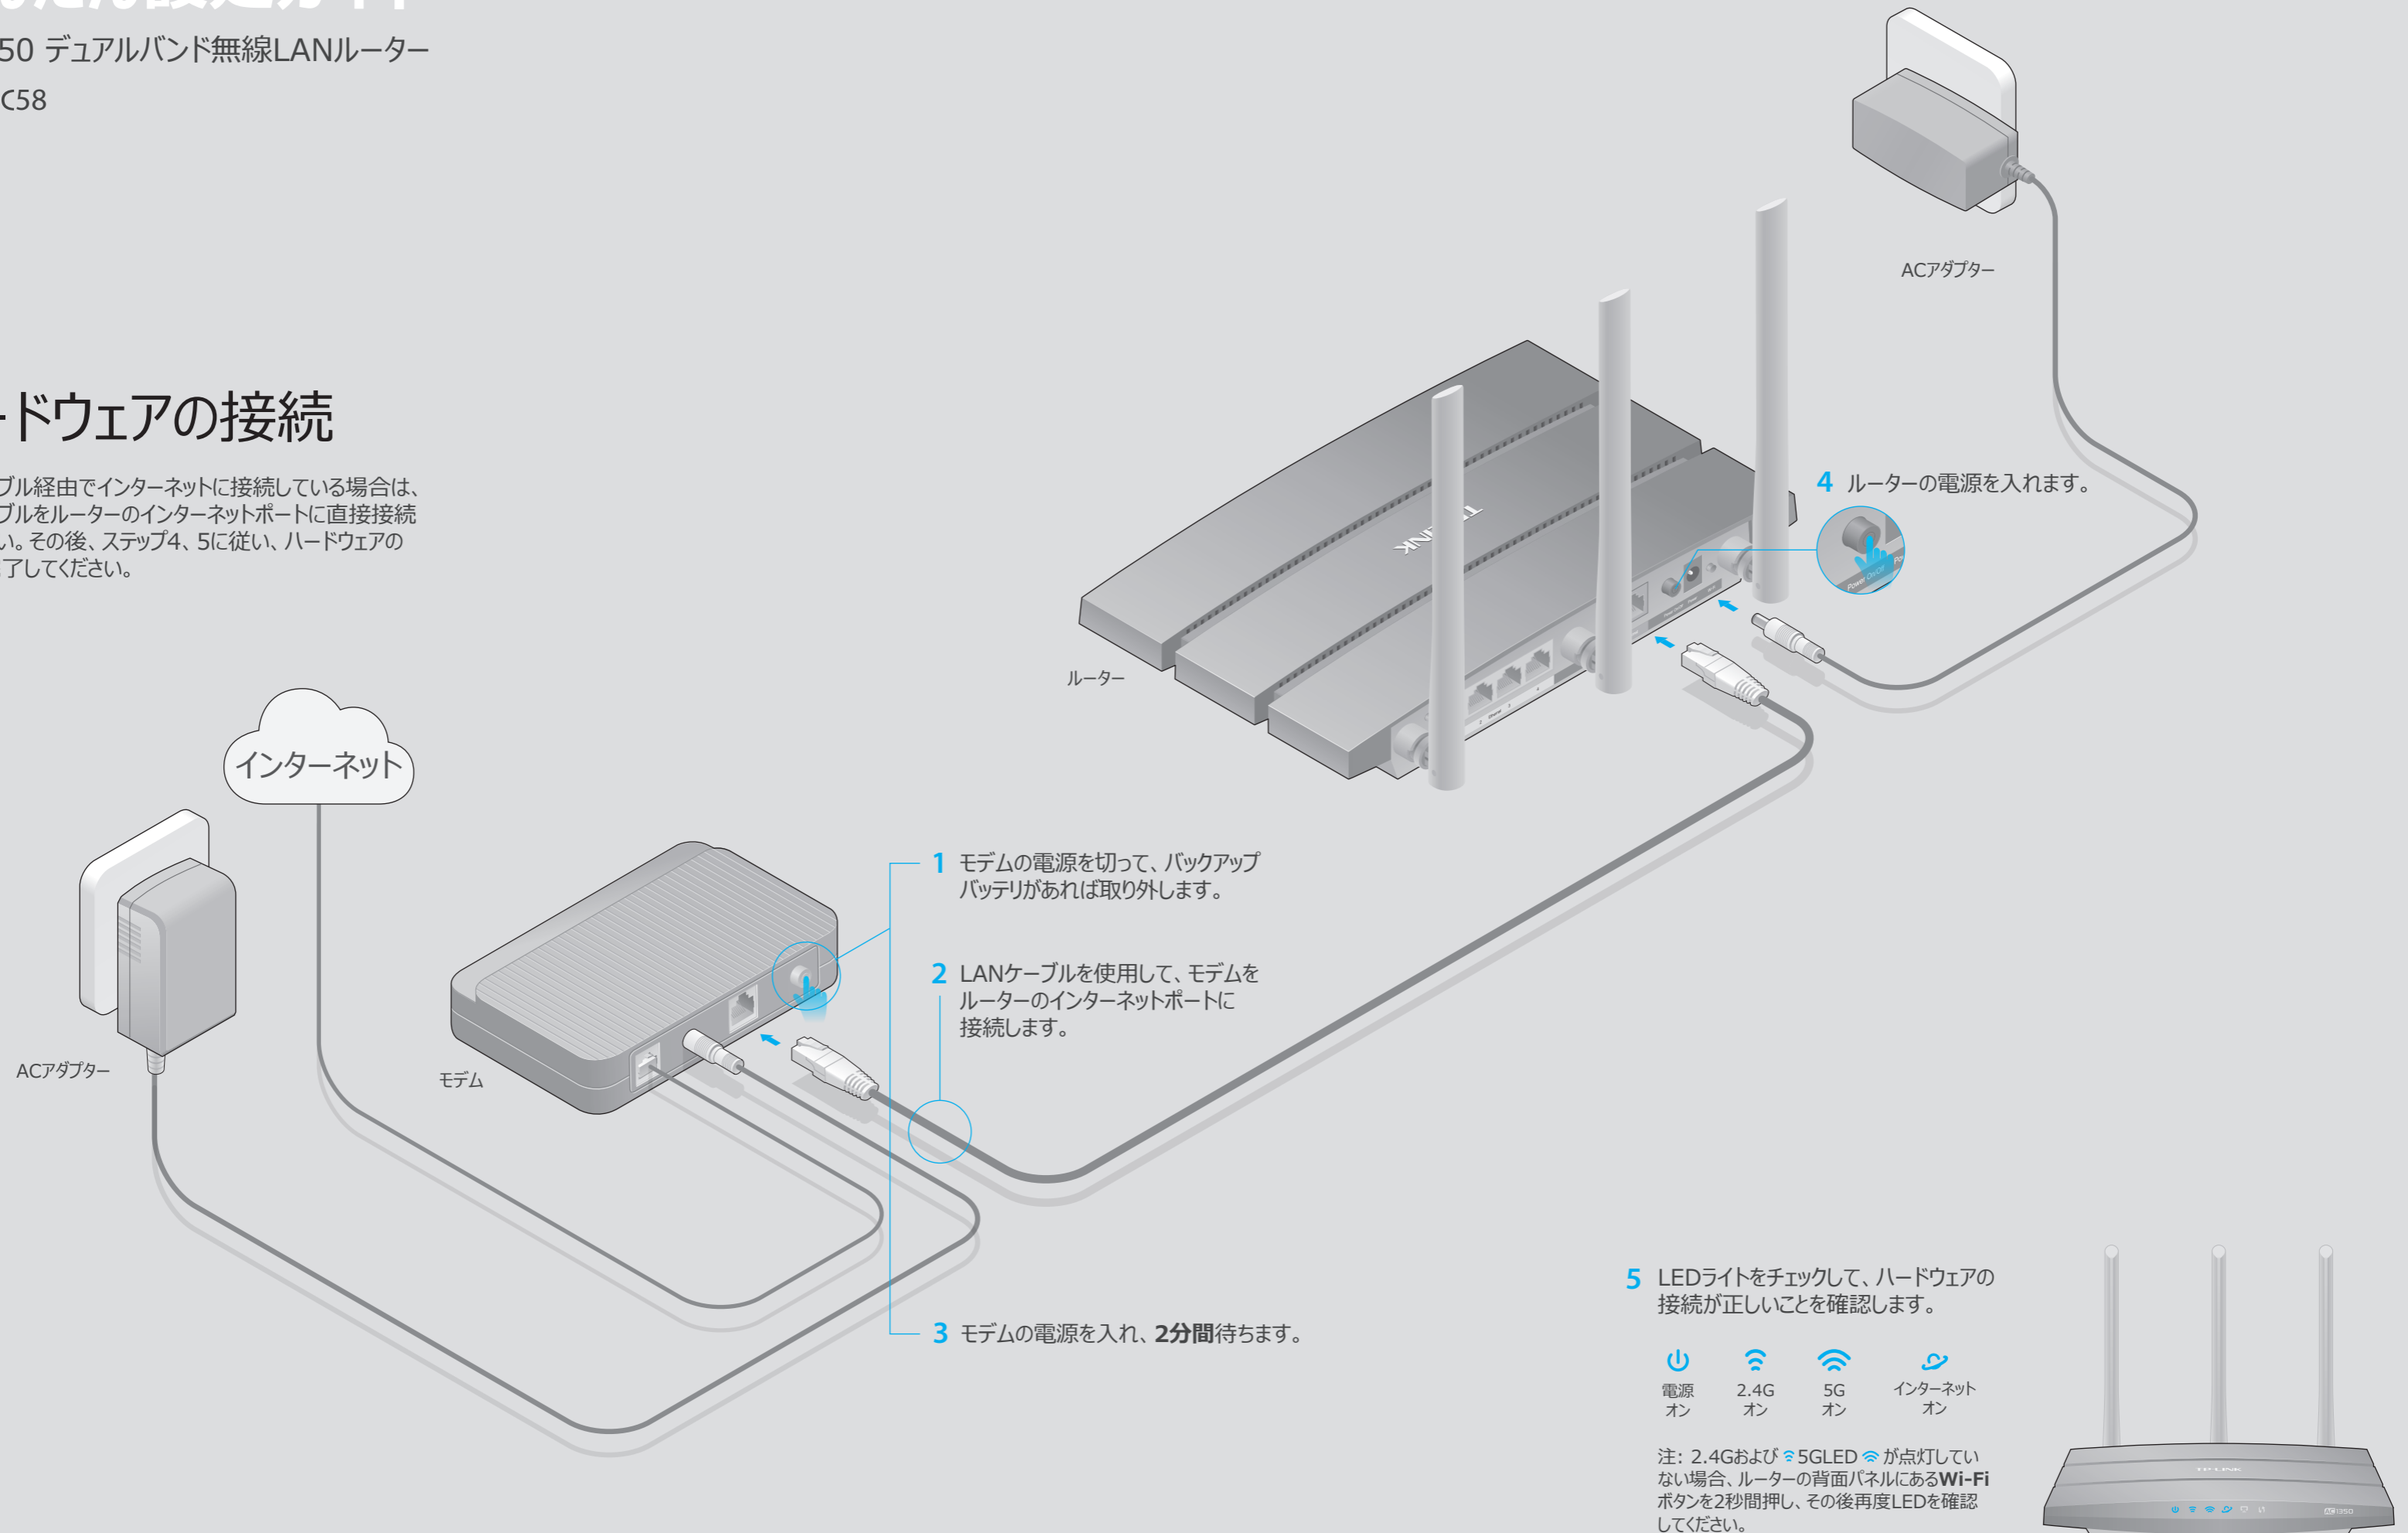 50 デュアルバンド無線LANルーター
C58
ードウェアの接続
ブル経由でインターネットに接続している場合は、
ブルをルーターのインターネットポートに直接接続
い。その後、ステップ4、5に従い、ハードウェアの
了してください。
ACアダプター
4 ルーターの電源を入れます。
Power On/Off
TP-LINK
ルーター
インターネット
1 モデムの電源を切って、バックアップ
バッテリがあれば取り外します。
2 LANケーブルを使用して、モデムを
ルーターのインターネットポートに
接続します。
ACアダプター
モデム
3 モデムの電源を入れ、2分間待ちます。
5 LEDライトをチェックして、ハードウェアの
接続が正しいことを確認します。
電源 2.4G 5G インターネット
オン オン オン オン
注: 2.4Gおよび 5GLED が点灯してい
ない場合、ルーターの背面パネルにあるWi-Fi
ボタンを2秒間押し、その後再度LEDを確認
してください。
TP-LINK
AC1350